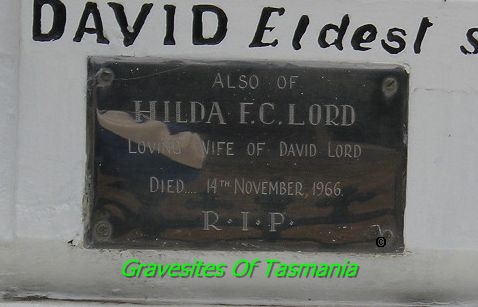 DAVID Eldest s
ALSO OF
HILDA F.C. LORD
LOVING WIFE OF DAVID LORD
DIED.... 14TH NOVEMBER, 1966.
R·I·P·
©
Gravesites Of Tasmania